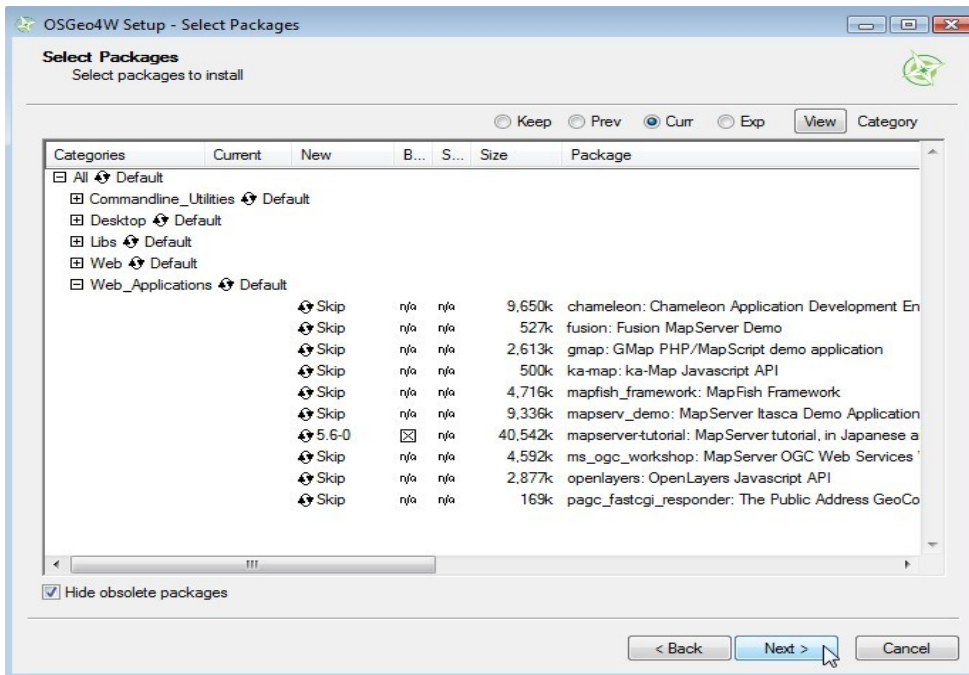 OSGeo4W Setup - Select Packages
Select Packages
Select packages to install
Keep Prev Curr Exp View Category
Categories Current New B... S... Size Package
All Default
Commandline_Utilities Default
Desktop Default
Libs Default
Web Default
Web_Applications Default
Skip n/a n/a 9,650k chameleon: Chameleon Application Development En
Skip n/a n/a 527k fusion: Fusion MapServer Demo
Skip n/a n/a 2,613k gmap: GMap PHP/MapScript demo application
Skip n/a n/a 500k ka-map: ka-Map Javascript API
Skip n/a n/a 4,716k mapfish_framework: MapFish Framework
Skip n/a n/a 9,336k mapserv_demo: MapServer Itasca Demo Application
5.6-0 n/a 40,542k mapserver-tutorial: MapServer tutorial, in Japanese a
Skip n/a n/a 4,592k ms_ogc_workshop: MapServer OGC Web Services
Skip n/a n/a 2,877k openlayers: OpenLayers Javascript API
Skip n/a n/a 169k pagc_fastcgi_responder: The Public Address GeoCo
Hide obsolete packages
< Back Next > Cancel